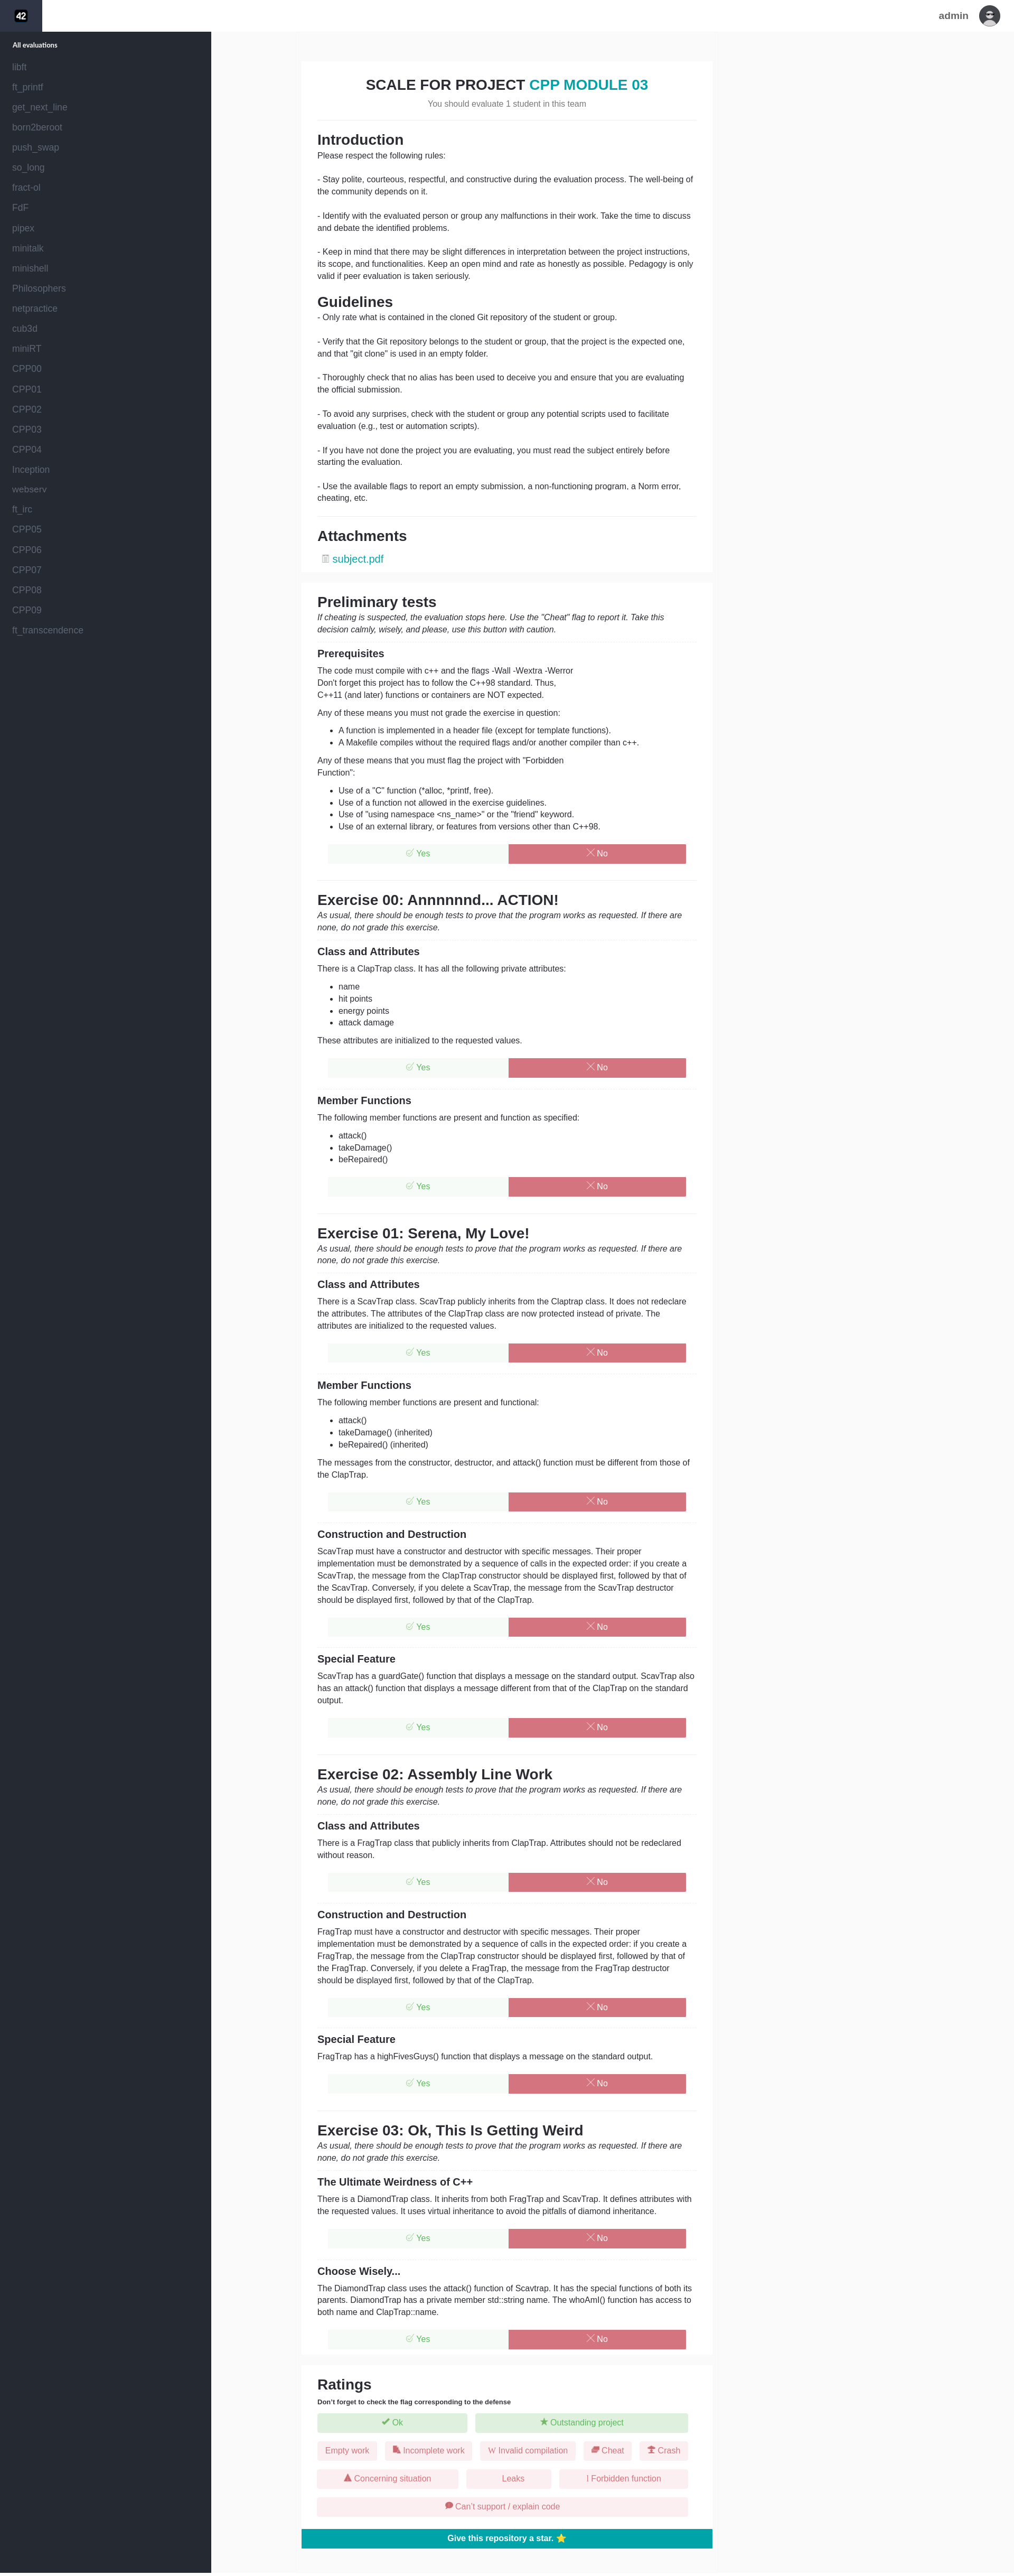 42
admin
All evaluations
libft
ft_printf
get_next_line
born2beroot
push_swap
so_long
fract-ol
FdF
pipex
minitalk
minishell
Philosophers
netpractice
cub3d
miniRT
CPP00
CPP01
CPP02
CPP03
CPP04
Inception
webserv
ft_irc
CPP05
CPP06
CPP07
CPP08
CPP09
ft_transcendence
SCALE FOR PROJECT CPP MODULE 03
You should evaluate 1 student in this team
Introduction
Please respect the following rules:
- Stay polite, courteous, respectful, and constructive during the evaluation process. The well-being of
the community depends on it.
- Identify with the evaluated person or group any malfunctions in their work. Take the time to discuss
and debate the identified problems.
- Keep in mind that there may be slight differences in interpretation between the project instructions,
its scope, and functionalities. Keep an open mind and rate as honestly as possible. Pedagogy is only
valid if peer evaluation is taken seriously.
Guidelines
- Only rate what is contained in the cloned Git repository of the student or group.
- Verify that the Git repository belongs to the student or group, that the project is the expected one,
and that "git clone" is used in an empty folder.
- Thoroughly check that no alias has been used to deceive you and ensure that you are evaluating
the official submission.
- To avoid any surprises, check with the student or group any potential scripts used to facilitate
evaluation (e.g., test or automation scripts).
- If you have not done the project you are evaluating, you must read the subject entirely before
starting the evaluation.
- Use the available flags to report an empty submission, a non-functioning program, a Norm error,
cheating, etc.
Attachments
subject.pdf
Preliminary tests
If cheating is suspected, the evaluation stops here. Use the "Cheat" flag to report it. Take this
decision calmly, wisely, and please, use this button with caution.
Prerequisites
The code must compile with c++ and the flags -Wall -Wextra -Werror
Don't forget this project has to follow the C++98 standard. Thus,
C++11 (and later) functions or containers are NOT expected.
Any of these means you must not grade the exercise in question:
• A function is implemented in a header file (except for template functions).
• A Makefile compiles without the required flags and/or another compiler than c++.
Any of these means that you must flag the project with "Forbidden
Function":
• Use of a "C" function (*alloc, *printf, free).
• Use of a function not allowed in the exercise guidelines.
• Use of "using namespace <ns_name>" or the "friend" keyword.
• Use of an external library, or features from versions other than C++98.
Yes No
Exercise 00: Annnnnnd... ACTION!
As usual, there should be enough tests to prove that the program works as requested. If there are
none, do not grade this exercise.
Class and Attributes
There is a ClapTrap class. It has all the following private attributes:
• name
• hit points
• energy points
• attack damage
These attributes are initialized to the requested values.
Yes No
Member Functions
The following member functions are present and function as specified:
• attack()
• takeDamage()
• beRepaired()
Yes No
Exercise 01: Serena, My Love!
As usual, there should be enough tests to prove that the program works as requested. If there are
none, do not grade this exercise.
Class and Attributes
There is a ScavTrap class. ScavTrap publicly inherits from the Claptrap class. It does not redeclare
the attributes. The attributes of the ClapTrap class are now protected instead of private. The
attributes are initialized to the requested values.
Yes No
Member Functions
The following member functions are present and functional:
• attack()
• takeDamage() (inherited)
• beRepaired() (inherited)
The messages from the constructor, destructor, and attack() function must be different from those of
the ClapTrap.
Yes No
Construction and Destruction
ScavTrap must have a constructor and destructor with specific messages. Their proper
implementation must be demonstrated by a sequence of calls in the expected order: if you create a
ScavTrap, the message from the ClapTrap constructor should be displayed first, followed by that of
the ScavTrap. Conversely, if you delete a ScavTrap, the message from the ScavTrap destructor
should be displayed first, followed by that of the ClapTrap.
Yes No
Special Feature
ScavTrap has a guardGate() function that displays a message on the standard output. ScavTrap also
has an attack() function that displays a message different from that of the ClapTrap on the standard
output.
Yes No
Exercise 02: Assembly Line Work
As usual, there should be enough tests to prove that the program works as requested. If there are
none, do not grade this exercise.
Class and Attributes
There is a FragTrap class that publicly inherits from ClapTrap. Attributes should not be redeclared
without reason.
Yes No
Construction and Destruction
FragTrap must have a constructor and destructor with specific messages. Their proper
implementation must be demonstrated by a sequence of calls in the expected order: if you create a
FragTrap, the message from the ClapTrap constructor should be displayed first, followed by that of
the FragTrap. Conversely, if you delete a FragTrap, the message from the FragTrap destructor
should be displayed first, followed by that of the ClapTrap.
Yes No
Special Feature
FragTrap has a highFivesGuys() function that displays a message on the standard output.
Yes No
Exercise 03: Ok, This Is Getting Weird
As usual, there should be enough tests to prove that the program works as requested. If there are
none, do not grade this exercise.
The Ultimate Weirdness of C++
There is a DiamondTrap class. It inherits from both FragTrap and ScavTrap. It defines attributes with
the requested values. It uses virtual inheritance to avoid the pitfalls of diamond inheritance.
Yes No
Choose Wisely...
The DiamondTrap class uses the attack() function of Scavtrap. It has the special functions of both its
parents. DiamondTrap has a private member std::string name. The whoAmI() function has access to
both name and ClapTrap::name.
Yes No
Ratings
Don't forget to check the flag corresponding to the defense
Ok Outstanding project
Empty work Incomplete work W Invalid compilation Cheat Crash
Concerning situation Leaks Forbidden function
Can't support / explain code
Give this repository a star.